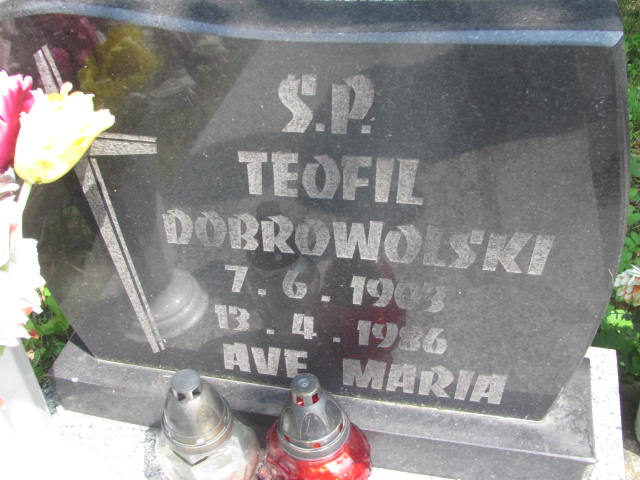 Ś.P.
TEOFIL
DOBROWOLSKI
7.6.1903
13.4.1986
AVE MARIA